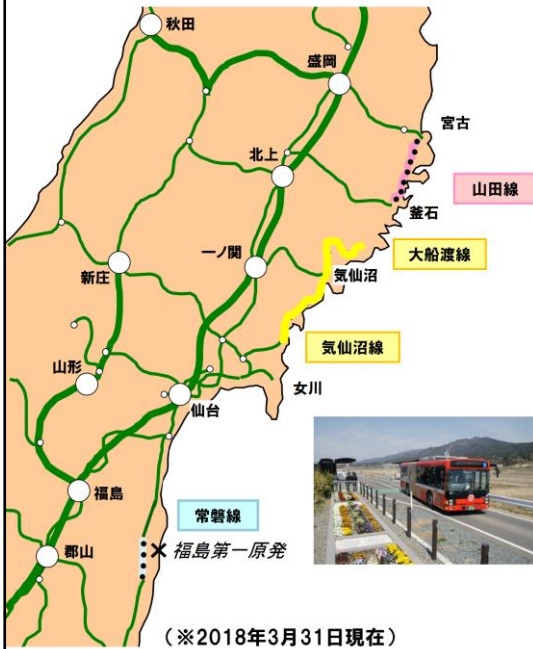 秋田
盛岡
宮古
北上
山田線
釜石
一ノ関
大船渡線
新庄
気仙沼
気仙沼線
山形
女川
仙台
福島
常磐線
×福島第一原発
郡山
（※2018年3月31日現在）